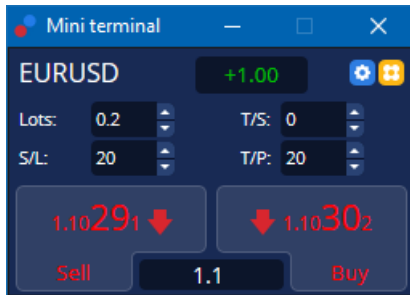 Mini terminal
EURUSD +1.00
Lots: 0.2 T/S: 0
S/L: 20 T/P: 20
1.10291 1.10302
Sell 1.1 Buy